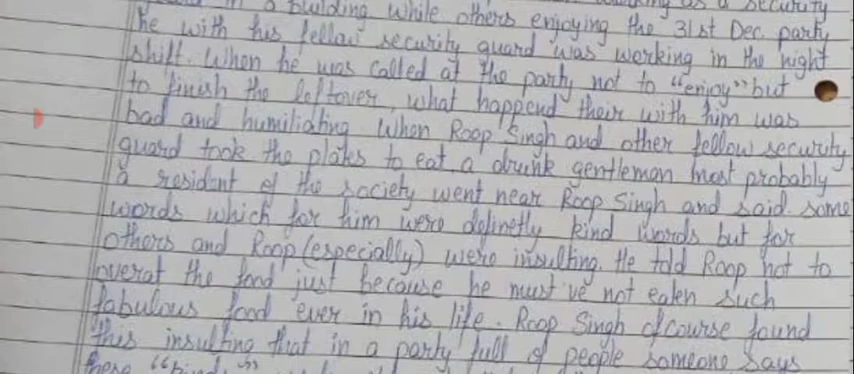 in a building while others enjoying the 31st Dec party
he with his fellow security guard was working in the night
shift. When he was called at the party not to "enjoy" but
to finish the leftover, what happend their with him was
bad and humiliating When Roop Singh and other fellow security
guard took the plates to eat, a drunk gentleman most probably
a resident of the society went near Roop Singh and said some
words which for him were definetly kind words but for
others and Roop (especially) were insulting. He told Roop not to
overeat the food just because he must've not eaten such
fabulous food ever in his life. Roop Singh ofcourse found
this insulting that in a party full of people someone says
these "kind"